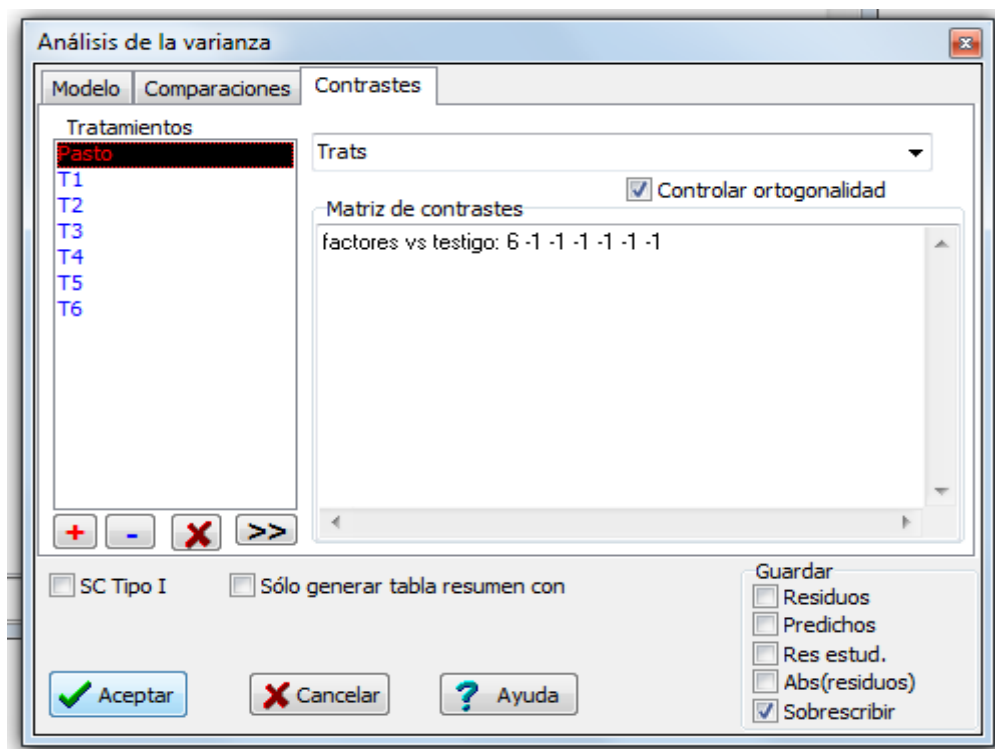 Análisis de la varianza
Modelo Comparaciones Contrastes
Tratamientos
Pasto
T1
T2
T3
T4
T5
T6
+ - X >>
Trats
Controlar ortogonalidad
Matriz de contrastes
factores vs testigo: 6 -1 -1 -1 -1 -1 -1
SC Tipo I
Sólo generar tabla resumen con
Guardar
Residuos
Predichos
Res estud.
Abs(residuos)
Sobrescribir
Aceptar
Cancelar
? Ayuda